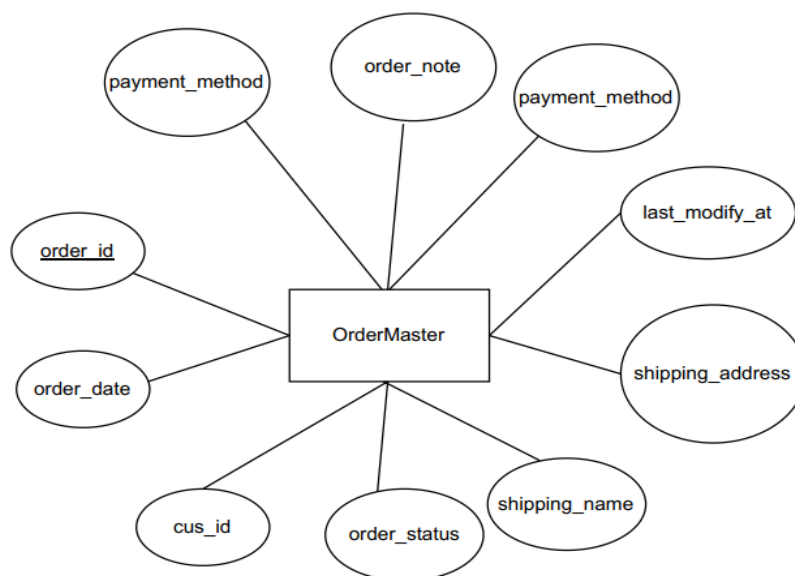 order_note
payment_method
payment_method
last_modify_at
order_id
OrderMaster
shipping_address
order_date
shipping_name
cus_id
order_status